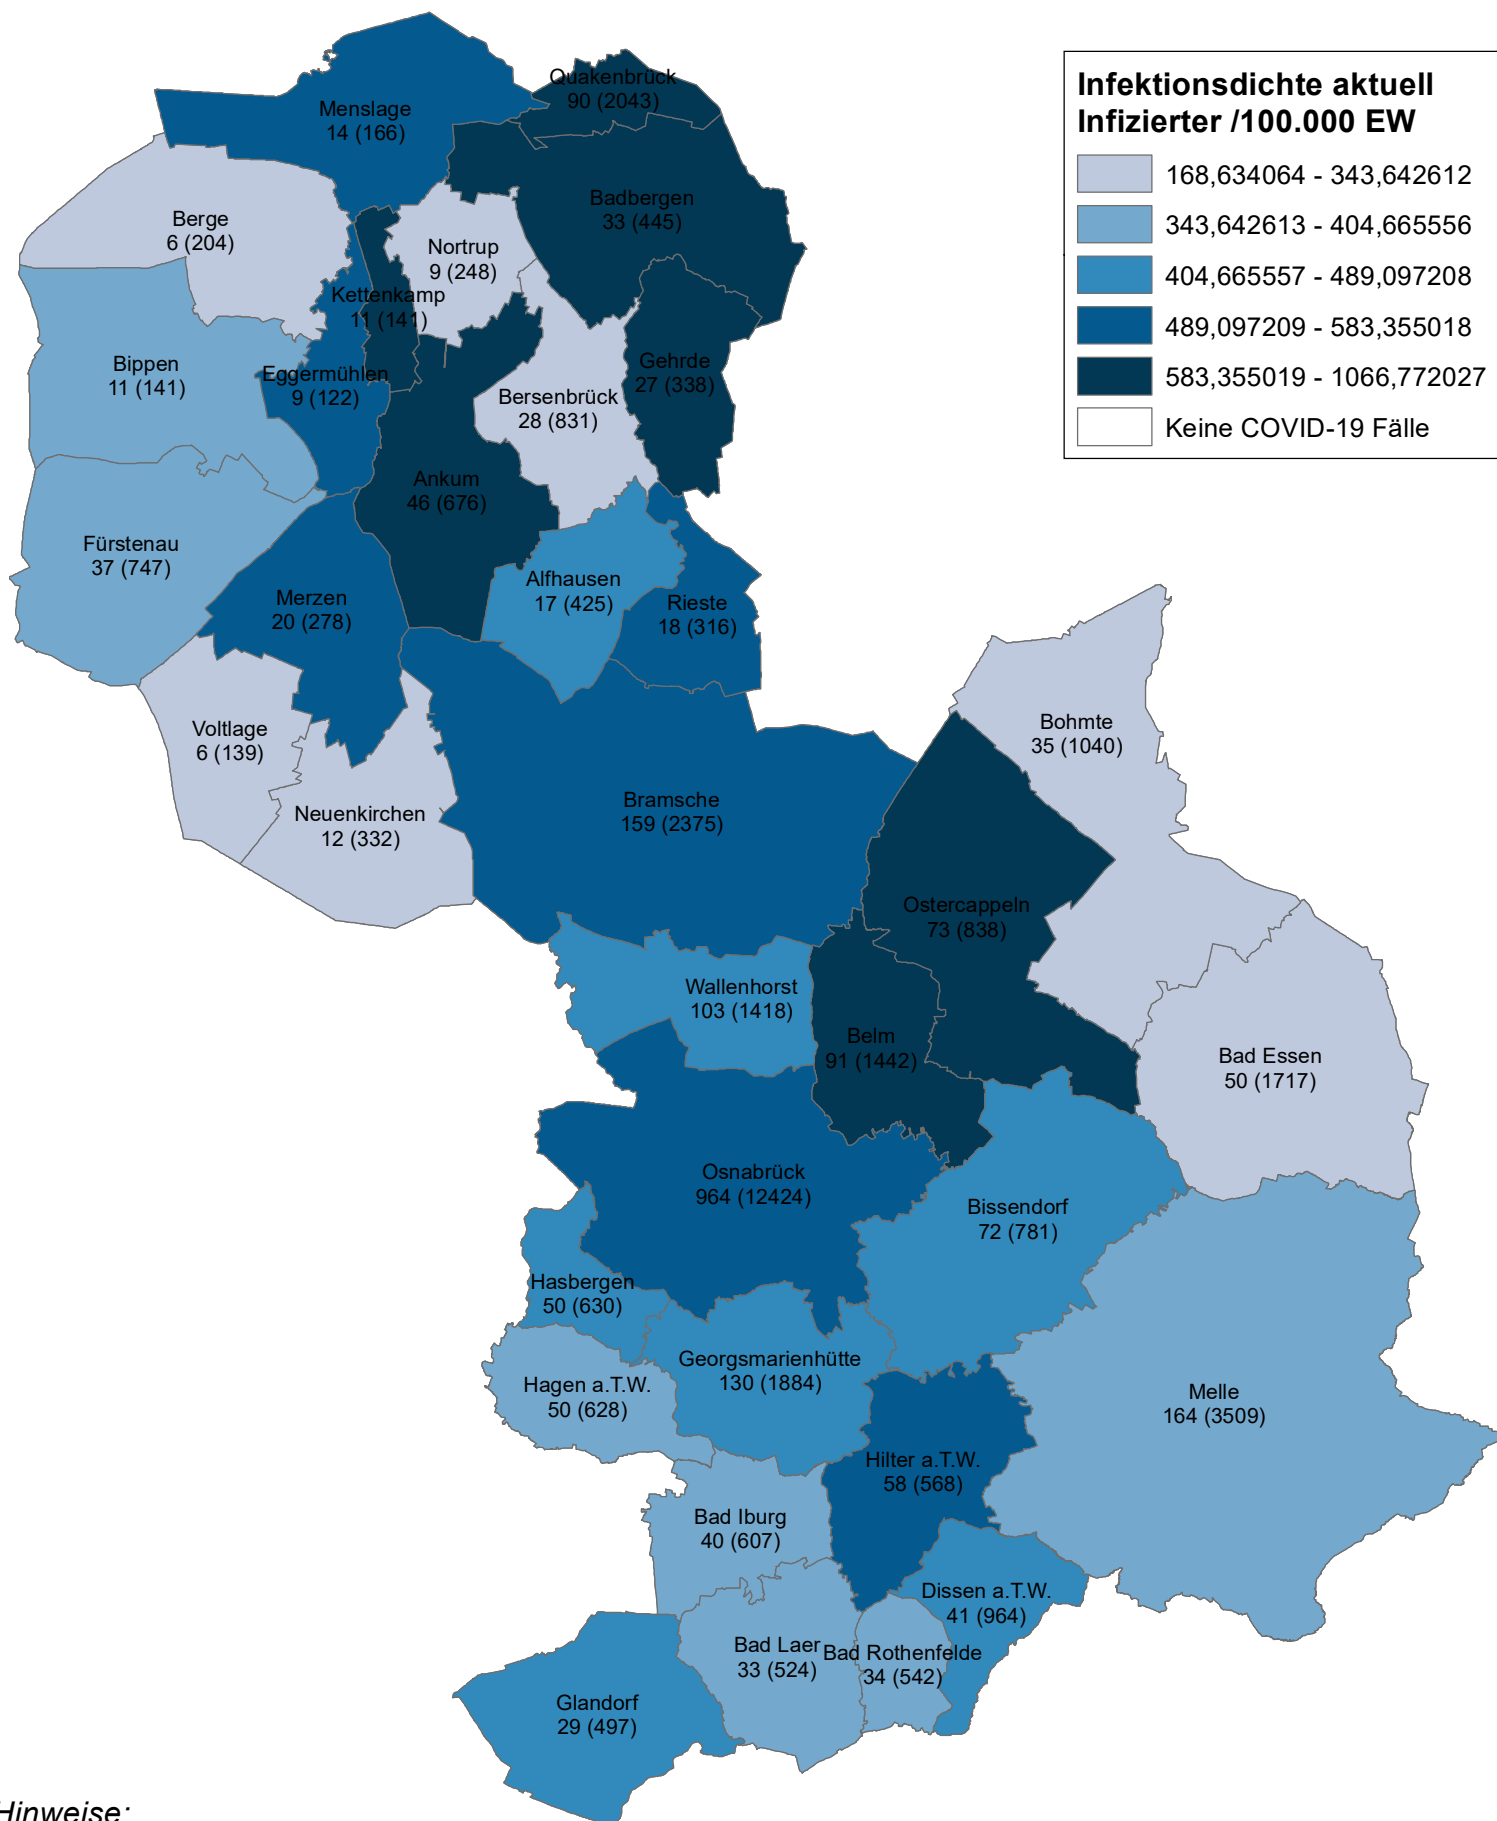 Infektionsdichte aktuell
Infizierter /100.000 EW
168,634064 - 343,642612
343,642613 - 404,665556
404,665557 - 489,097208
489,097209 - 583,355018
583,355019 - 1066,772027
Keine COVID-19 Fälle
Quakenbrück
90 (2043)
Menslage
14 (166)
Badbergen
33 (445)
Berge
6 (204)
Nortrup
9 (248)
Kettenkamp
11 (141)
Bippen
11 (141)
Eggermühlen
9 (122)
Gehrde
27 (338)
Bersenbrück
28 (831)
Ankum
46 (676)
Fürstenau
37 (747)
Alfhausen
17 (425)
Merzen
20 (278)
Rieste
18 (316)
Voltlage
6 (139)
Bohmte
35 (1040)
Neuenkirchen
12 (332)
Bramsche
159 (2375)
Ostercappeln
73 (838)
Wallenhorst
103 (1418)
Belm
91 (1442)
Bad Essen
50 (1717)
Osnabrück
964 (12424)
Bissendorf
72 (781)
Hasbergen
50 (630)
Georgsmarienhütte
130 (1884)
Hagen a.T.W.
50 (628)
Melle
164 (3509)
Hilter a.T.W.
58 (568)
Bad Iburg
40 (607)
Dissen a.T.W.
41 (964)
Bad Laer
33 (524)
Bad Rothenfelde
34 (542)
Glandorf
29 (497)
Hinweise: